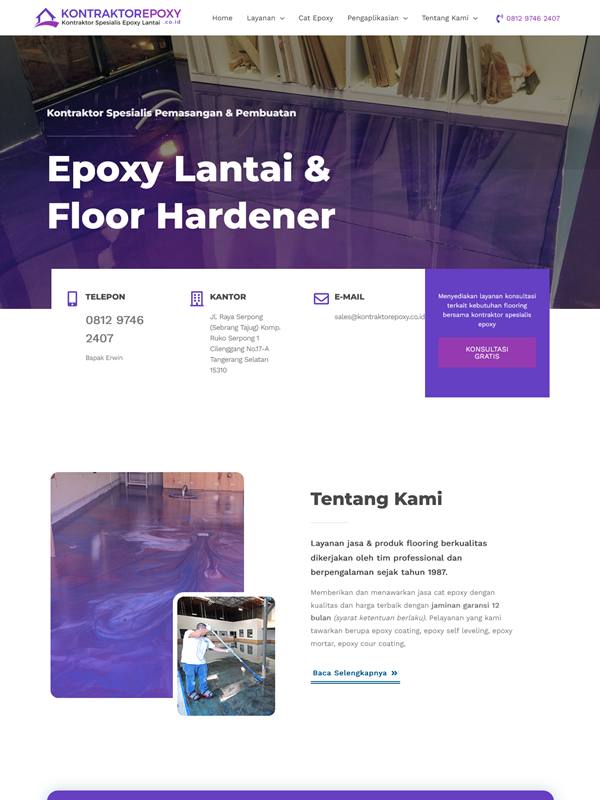 KONTRAKTOREPOXY
Kontraktor Spesialis Epoxy Lantai .co.id
Home Layanan Cat Epoxy Pengaplikasian Tentang Kami 0812 9746 2407
Kontraktor Spesialis Pemasangan & Pembuatan
Epoxy Lantai &
Floor Hardener
TELEPON
0812 9746
2407
Bapak Erwin
KANTOR
Jl. Raya Serpong
(Sebrang Tajug) Komp.
Ruko Serpong 1
Cilenggang No.17-A
Tangerang Selatan
15310
E-MAIL
sales@kontraktorepoxy.co.id
Menyediakan layanan konsultasi
terkait kebutuhan flooring
bersama kontraktor spesialis
epoxy
KONSULTASI
GRATIS
Tentang Kami
Layanan jasa & produk flooring berkualitas
dikerjakan oleh tim professional dan
berpengalaman sejak tahun 1987.
Memberikan dan menawarkan jasa cat epoxy dengan
kualitas dan harga terbaik dengan jaminan garansi 12
bulan (syarat ketentuan berlaku). Pelayanan yang kami
tawarkan berupa epoxy coating, epoxy self leveling, epoxy
mortar, epoxy cour coating,
Baca Selengkapnya »